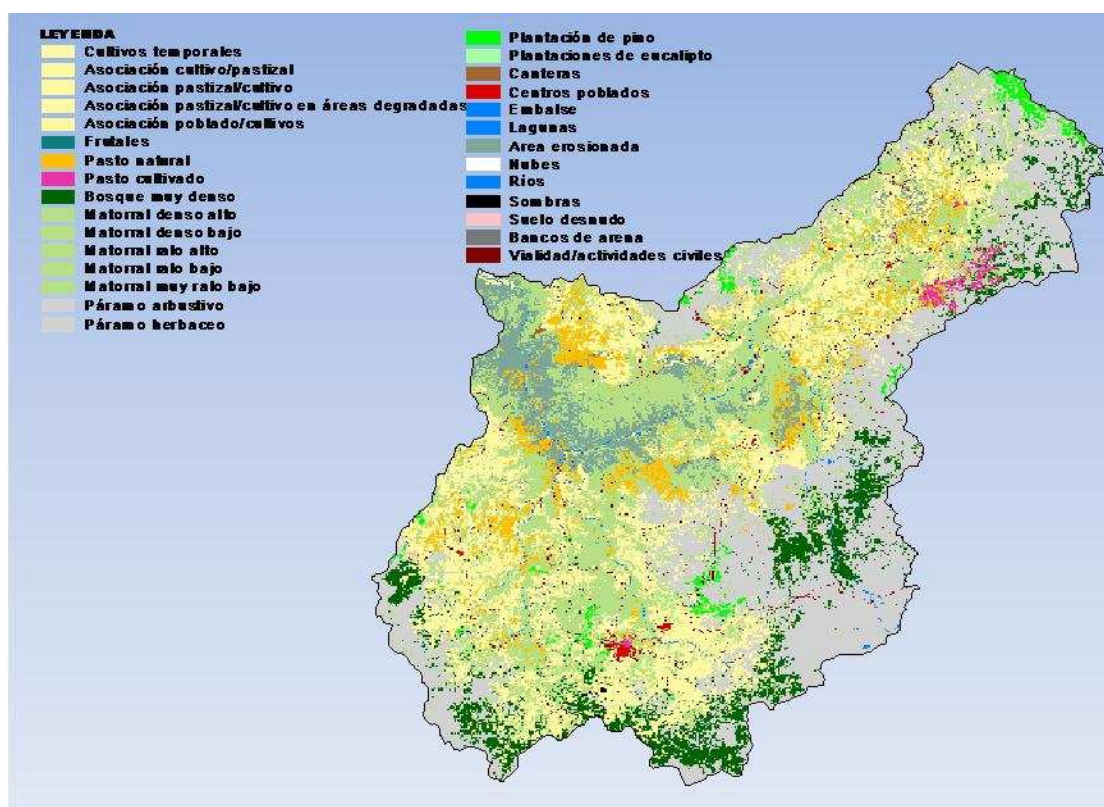 LEYENDA
Cultivos temporales
Asociación cultivo/pastizal
Asociación pastizal/cultivo
Asociación pastizal/cultivo en áreas degradadas
Asociación poblado/cultivos
Frutales
Pasto natural
Pasto cultivado
Bosque muy denso
Matorral denso alto
Matorral denso bajo
Matorral ralo alto
Matorral ralo bajo
Matorral muy ralo bajo
Páramo arbustivo
Páramo herbaceo
Plantación de pino
Plantaciones de eucalipto
Canteras
Centros poblados
Embalse
Lagunas
Area erosionada
Nubes
Ríos
Sombras
Suelo desnudo
Bancos de arena
Vialidad/actividades civiles